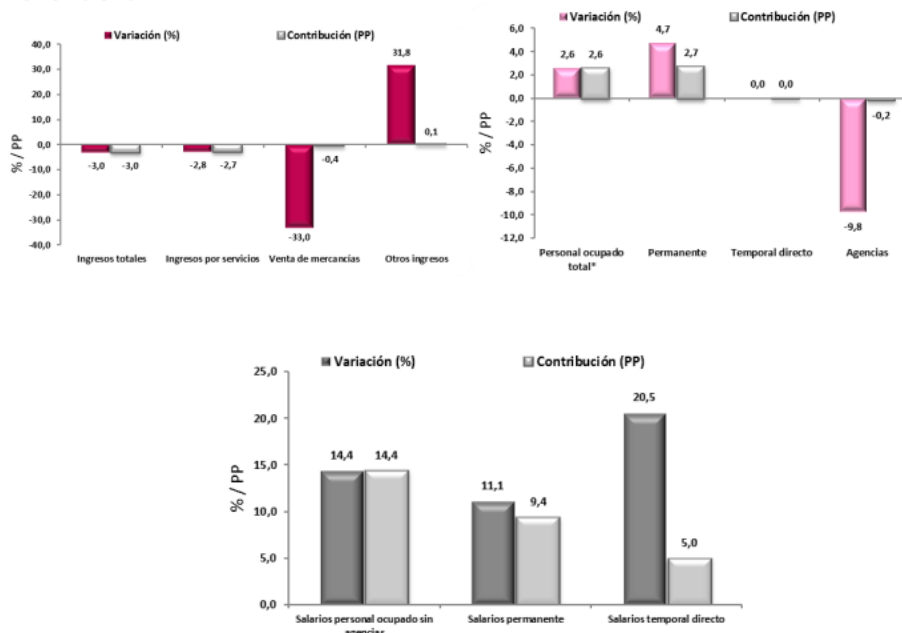 Variación (%)
Contribución (PP)
% / PP
40,0
30,0
20,0
10,0
0,0
-10,0
-20,0
-30,0
-40,0
-3,0
-3,0
-2,8
-2,7
-33,0
-0,4
31,8
0,1
Ingresos totales
Ingresos por servicios
Venta de mercancías
Otros ingresos
Variación (%)
Contribución (PP)
% / PP
6,0
4,0
2,0
0,0
-2,0
-4,0
-6,0
-8,0
-10,0
-12,0
2,6
2,6
4,7
2,7
0,0
0,0
-9,8
-0,2
Personal ocupado
total*
Permanente
Temporal directo
Agencias
Variación (%)
Contribución (PP)
% / PP
25,0
20,0
15,0
10,0
5,0
0,0
14,4
14,4
11,1
9,4
20,5
5,0
Salarios personal ocupado sin
agencias
Salarios permanente
Salarios temporal directo